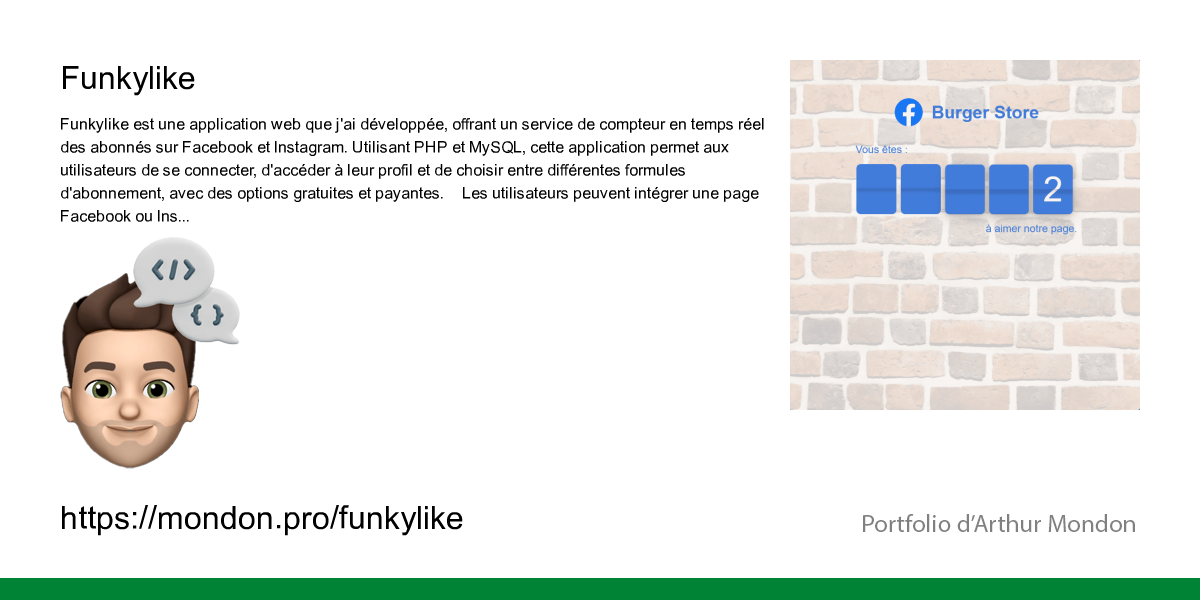 Funkylike
Funkylike est une application web que j'ai développée, offrant un service de compteur en temps réel
des abonnés sur Facebook et Instagram. Utilisant PHP et MySQL, cette application permet aux
utilisateurs de se connecter, d'accéder à leur profil et de choisir entre différentes formules
d'abonnement, avec des options gratuites et payantes.    Les utilisateurs peuvent intégrer une page
Facebook ou Ins...
</>
{ }
Burger Store
Vous êtes :
2
à aimer notre page.
https://mondon.pro/funkylike
Portfolio d’Arthur Mondon